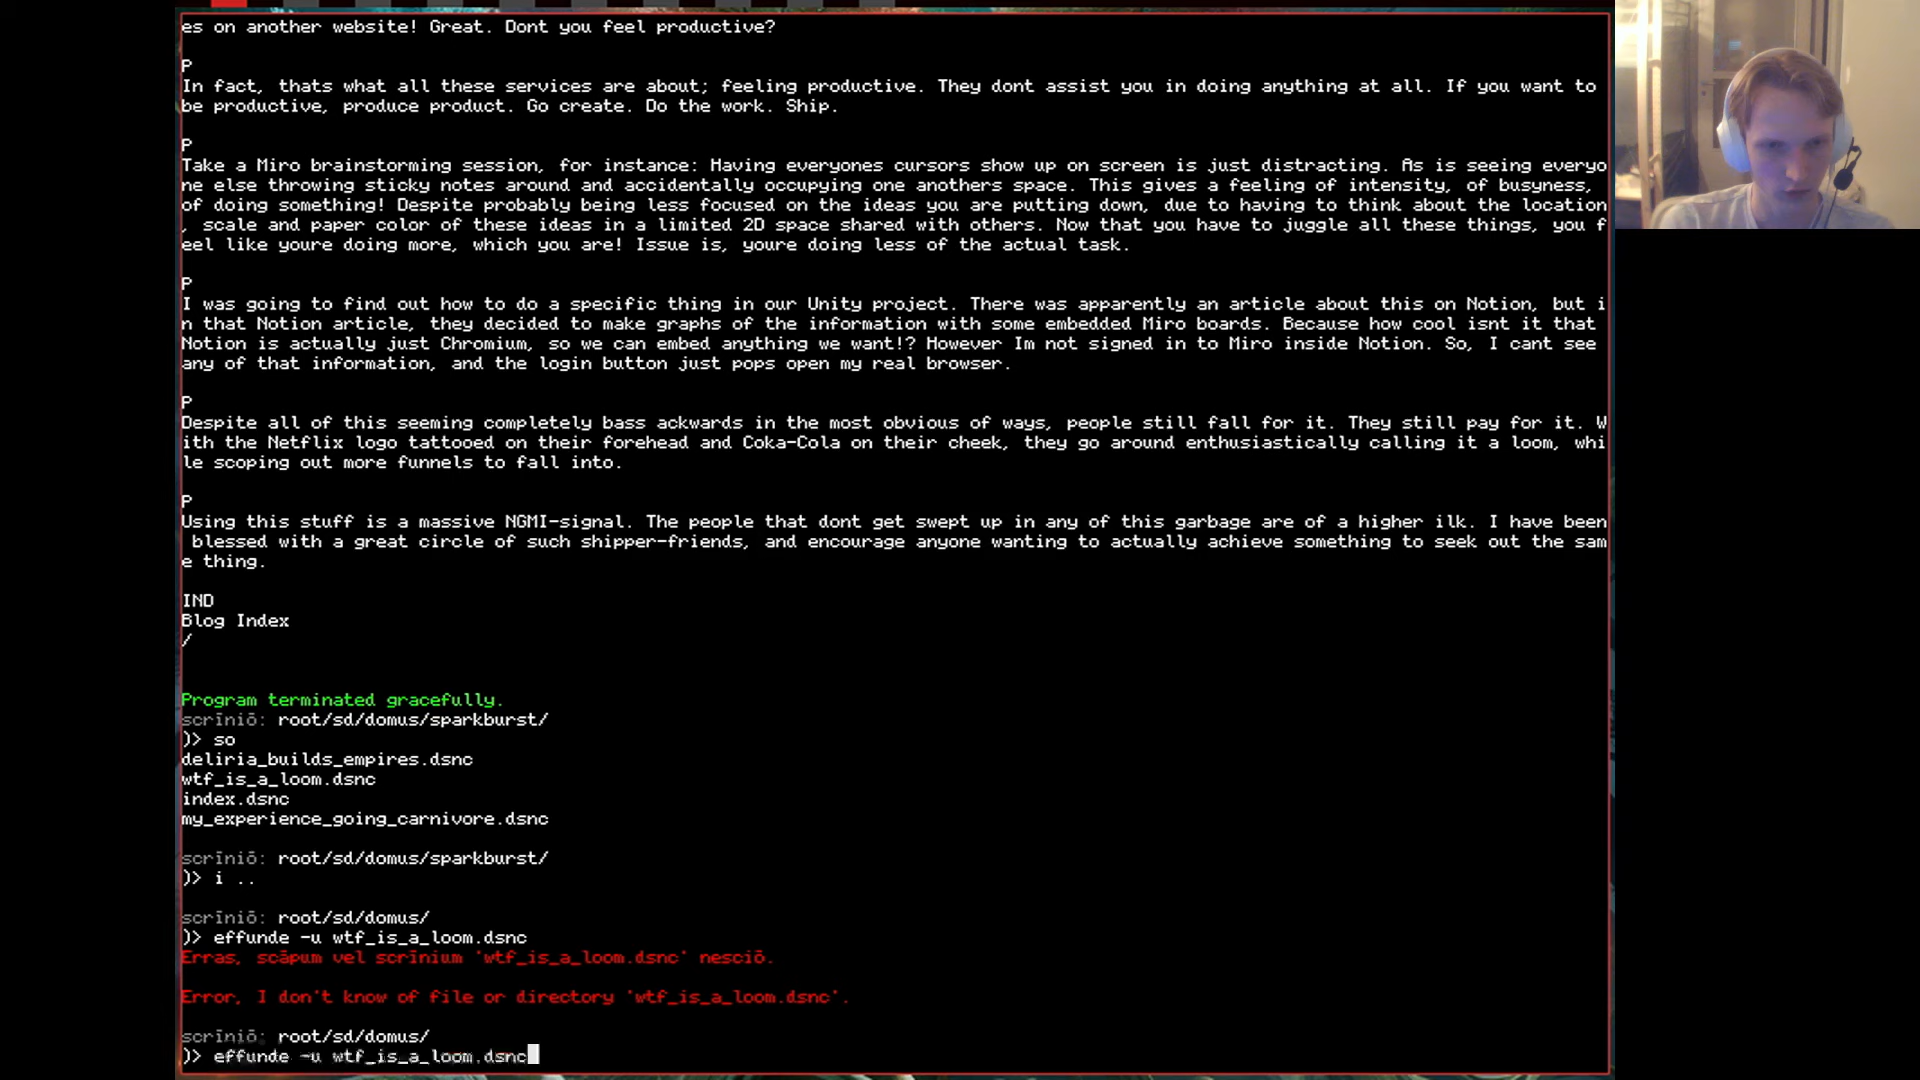 es on another website! Great. Dont you feel productive?
P
In fact, thats what all these services are about; feeling productive. They dont assist you in doing anything at all. If you want to
be productive, produce product. Go create. Do the work. Ship.
P
Take a Miro brainstorming session, for instance: Having everyones cursors show up on screen is just distracting. As is seeing everyo
ne else throwing sticky notes around and accidentally occupying one anothers space. This gives a feeling of intensity, of busyness,
of doing something! Despite probably being less focused on the ideas you are putting down, due to having to think about the location
, scale and paper color of these ideas in a limited 2D space shared with others. Now that you have to juggle all these things, you f
eel like youre doing more, which you are! Issue is, youre doing less of the actual task.
P
I was going to find out how to do a specific thing in our Unity project. There was apparently an article about this on Notion, but i
n that Notion article, they decided to make graphs of the information with some embedded Miro boards. Because how cool isnt it that
Notion is actually just Chromium, so we can embed anything we want!? However Im not signed in to Miro inside Notion. So, I cant see
any of that information, and the login button just pops open my real browser.
P
Despite all of this seeming completely bass ackwards in the most obvious of ways, people still fall for it. They still pay for it. W
ith the Netflix logo tattooed on their forehead and Coka-Cola on their cheek, they go around enthusiastically calling it a loom, whi
le scoping out more funnels to fall into.
P
Using this stuff is a massive NGMI-signal. The people that dont get swept up in any of this garbage are of a higher ilk. I have been
blessed with a great circle of such shipper-friends, and encourage anyone wanting to actually achieve something to seek out the sam
e thing.
IND
Blog Index
/
Program terminated gracefully.
scrīniō: root/sd/domus/sparkburst/
)> so
deliria_builds_empires.dsnc
wtf_is_a_loom.dsnc
index.dsnc
my_experience_going_carnivore.dsnc
scrīniō: root/sd/domus/sparkburst/
)> i ..
scrīniō: root/sd/domus/
)> effunde -u wtf_is_a_loom.dsnc
Erras, scāpum vel scrīnium 'wtf_is_a_loom.dsnc' nesciō.
Error, I don't know of file or directory 'wtf_is_a_loom.dsnc'.
scrīniō: root/sd/domus/
)> effunde -u wtf_is_a_loom.dsnc